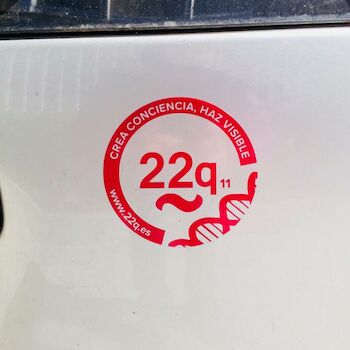 CREA CONCIENCIA, HAZ VISIBLE
22q11
www.22q.es